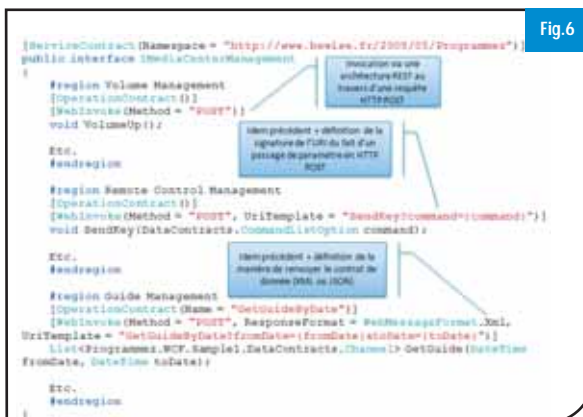 Fig.6
[ServiceContract(Namespace = "http://www.bewise.fr/2009/05/Programmez")]
public interface IMediaCenterManagement
{
#region Volume Management
[OperationContract()]
[WebInvoke(Method = "POST")]
void VolumeUp();
Invocation via une
architecture REST au
travers d'une requête
HTTP POST
Etc.
#endregion
Idem précédent + définition de la
signature de l'URI du fait d'un
passage de paramètre en HTTP
POST
#region Remote Control Management
[OperationContract()]
[WebInvoke(Method = "POST", UriTemplate = "SendKey?command={command}")]
void SendKey(DataContracts.CommandListOption command);
Etc.
#endregion
Idem précédent + définition de la
manière de renvoyer le contrat de
donnée (XML ou JSON)
#region Guide Management
[OperationContract(Name = "GetGuideByDate")]
[WebInvoke(Method = "POST", ResponseFormat = WebMessageFormat.Xml,
UriTemplate = "GetGuideByDate?fromDate={fromDate}&toDate={toDate}")]
List<Programmez.WCF.Sample1.DataContracts.Channel> GetGuide(DateTime
fromDate, DateTime toDate);
Etc.
#endregion
}